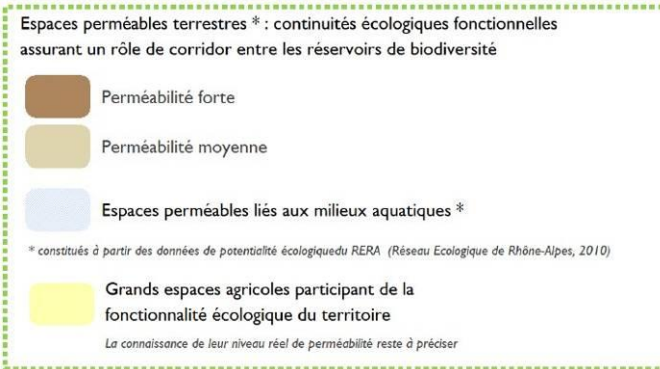 Espaces perméables terrestres * : continuités écologiques fonctionnelles
assurant un rôle de corridor entre les réservoirs de biodiversité
Perméabilité forte
Perméabilité moyenne
Espaces perméables liés aux milieux aquatiques *
* constitués à partir des données de potentialité écologiquedu RERA (Réseau Ecologique de Rhône-Alpes, 2010)
Grands espaces agricoles participant de la
fonctionnalité écologique du territoire
La connaissance de leur niveau réel de perméabilité reste à préciser